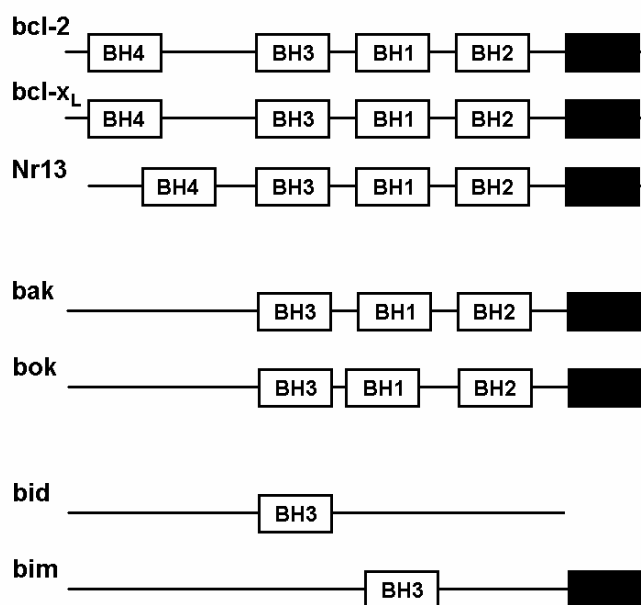 bcl-2
BH4 BH3 BH1 BH2
bcl-xL
BH4 BH3 BH1 BH2
Nr13
BH4 BH3 BH1 BH2
bak
BH3 BH1 BH2
bok
BH3 BH1 BH2
bid
BH3
bim
BH3